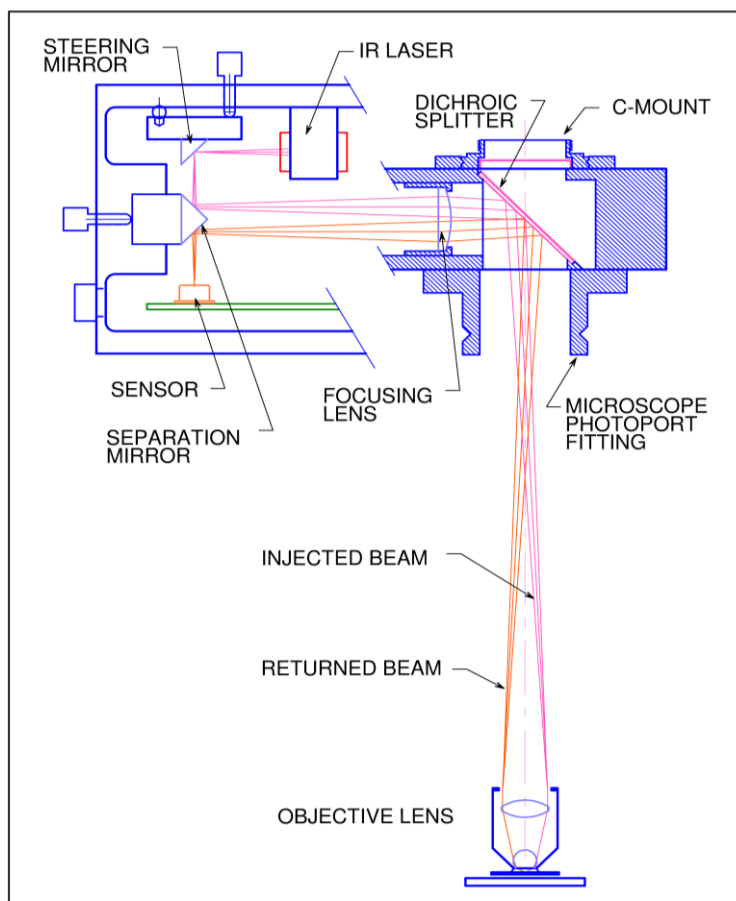 STEERING
MIRROR
IR LASER
DICHROIC
SPLITTER
C-MOUNT
SENSOR
SEPARATION
MIRROR
FOCUSING
LENS
MICROSCOPE
PHOTOPORT
FITTING
INJECTED BEAM
RETURNED BEAM
OBJECTIVE LENS